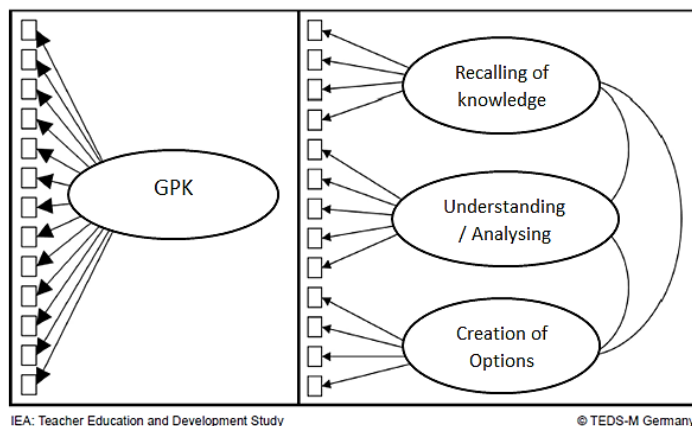 GPK
Recalling of
knowledge
Understanding
/ Analysing
Creation of
Options
IEA: Teacher Education and Development Study
© TEDS-M Germany